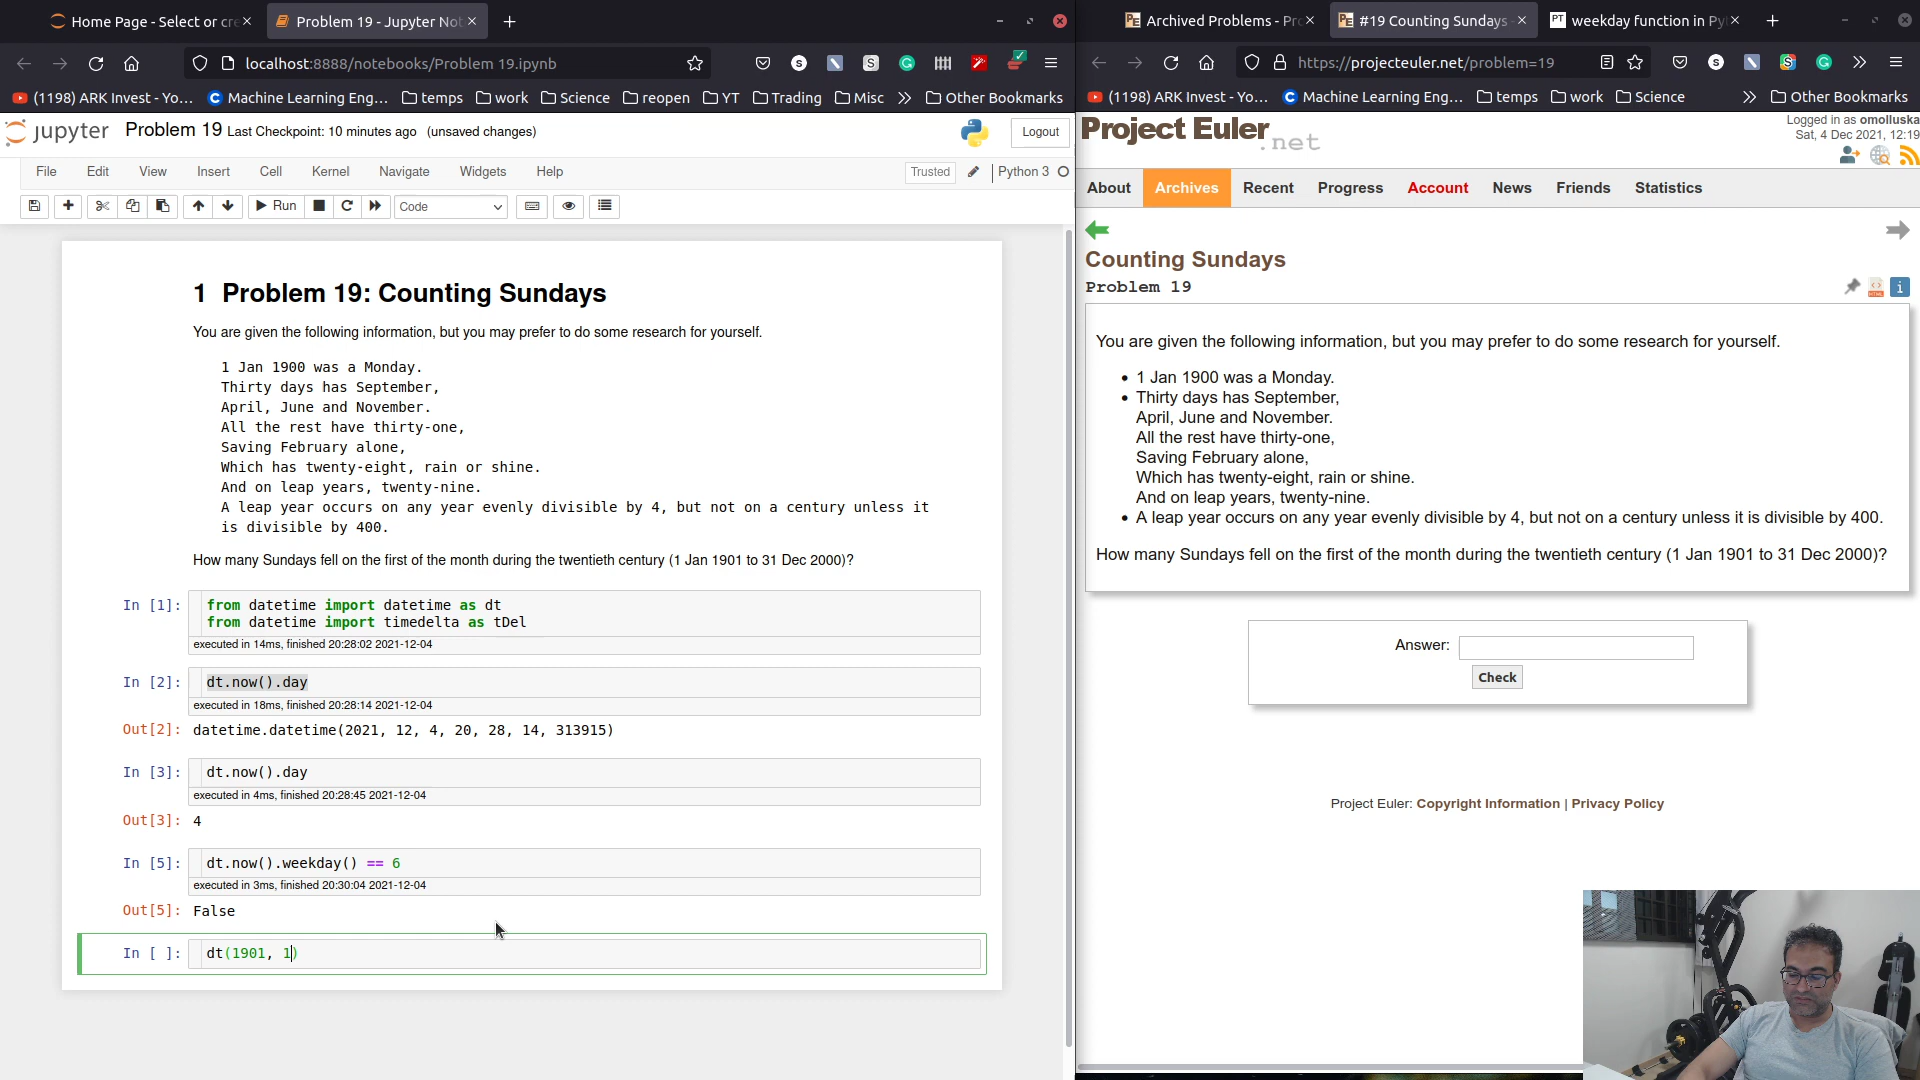 Home Page - Select or cre
Problem 19 - Jupyter Not
localhost:8888/notebooks/Problem 19.ipynb
(1198) ARK Invest - Yo...
Machine Learning Eng...
temps
work
Science
reopen
YT
Trading
Misc
Other Bookmarks
jupyter
Problem 19 Last Checkpoint: 10 minutes ago (unsaved changes)
Logout
File Edit View Insert Cell Kernel Navigate Widgets Help
Trusted
Python 3
Run
Code
1 Problem 19: Counting Sundays
You are given the following information, but you may prefer to do some research for yourself.
1 Jan 1900 was a Monday.
Thirty days has September,
April, June and November.
All the rest have thirty-one,
Saving February alone,
Which has twenty-eight, rain or shine.
And on leap years, twenty-nine.
A leap year occurs on any year evenly divisible by 4, but not on a century unless it
is divisible by 400.
How many Sundays fell on the first of the month during the twentieth century (1 Jan 1901 to 31 Dec 2000)?
In [1]: from datetime import datetime as dt
from datetime import timedelta as tDel
executed in 14ms, finished 20:28:02 2021-12-04
In [2]: dt.now().day
executed in 18ms, finished 20:28:14 2021-12-04
Out[2]: datetime.datetime(2021, 12, 4, 20, 28, 14, 313915)
In [3]: dt.now().day
executed in 4ms, finished 20:28:45 2021-12-04
Out[3]: 4
In [5]: dt.now().weekday() == 6
executed in 3ms, finished 20:30:04 2021-12-04
Out[5]: False
In [ ]: dt(1901, 1)
Archived Problems - Pro
#19 Counting Sundays
PT weekday function in Py
https://projecteuler.net/problem=19
(1198) ARK Invest - Yo...
Machine Learning Eng...
temps
work
Science
Other Bookmarks
Project Euler.net
Logged in as omolluska
Sat, 4 Dec 2021, 12:19
About Archives Recent Progress Account News Friends Statistics
Counting Sundays
Problem 19
You are given the following information, but you may prefer to do some research for yourself.
• 1 Jan 1900 was a Monday.
• Thirty days has September,
April, June and November.
All the rest have thirty-one,
Saving February alone,
Which has twenty-eight, rain or shine.
And on leap years, twenty-nine.
• A leap year occurs on any year evenly divisible by 4, but not on a century unless it is divisible by 400.
How many Sundays fell on the first of the month during the twentieth century (1 Jan 1901 to 31 Dec 2000)?
Answer:
Check
Project Euler: Copyright Information | Privacy Policy